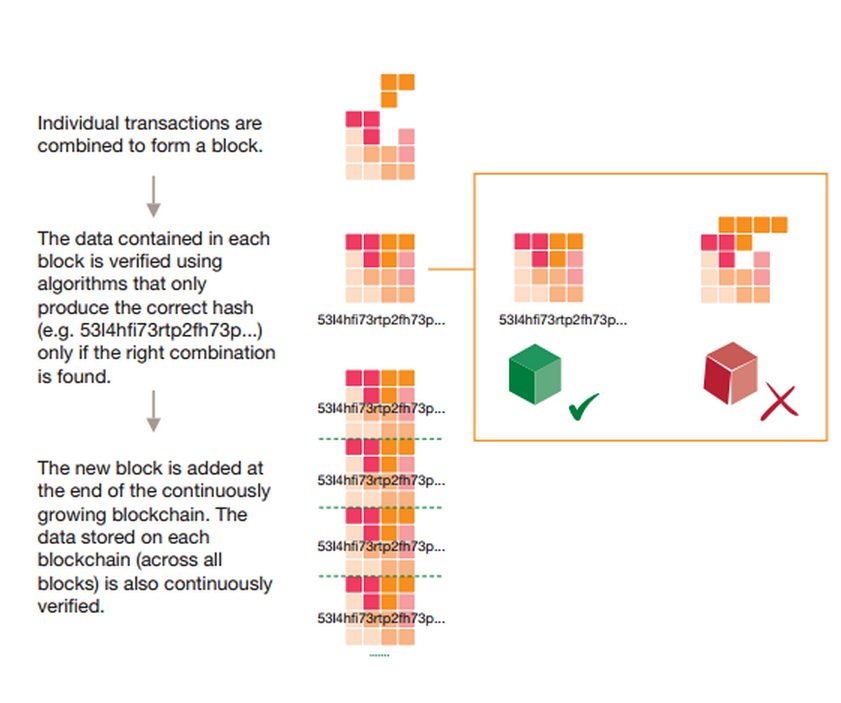 Individual transactions are
combined to form a block.
The data contained in each
block is verified using
algorithms that only
produce the correct hash
(e.g. 53l4hfi73rtp2fh73p...)
only if the right combination
is found.
53l4hfi73rtp2fh73p...
53l4hfi73rtp2fh73p...
The new block is added at
the end of the continuously
growing blockchain. The
data stored on each
blockchain (across all
blocks) is also continuously
verified.
53l4hfi73rtp2fh73p...
53l4hfi73rtp2fh73p...
53l4hfi73rtp2fh73p...
53l4hfi73rtp2fh73p...